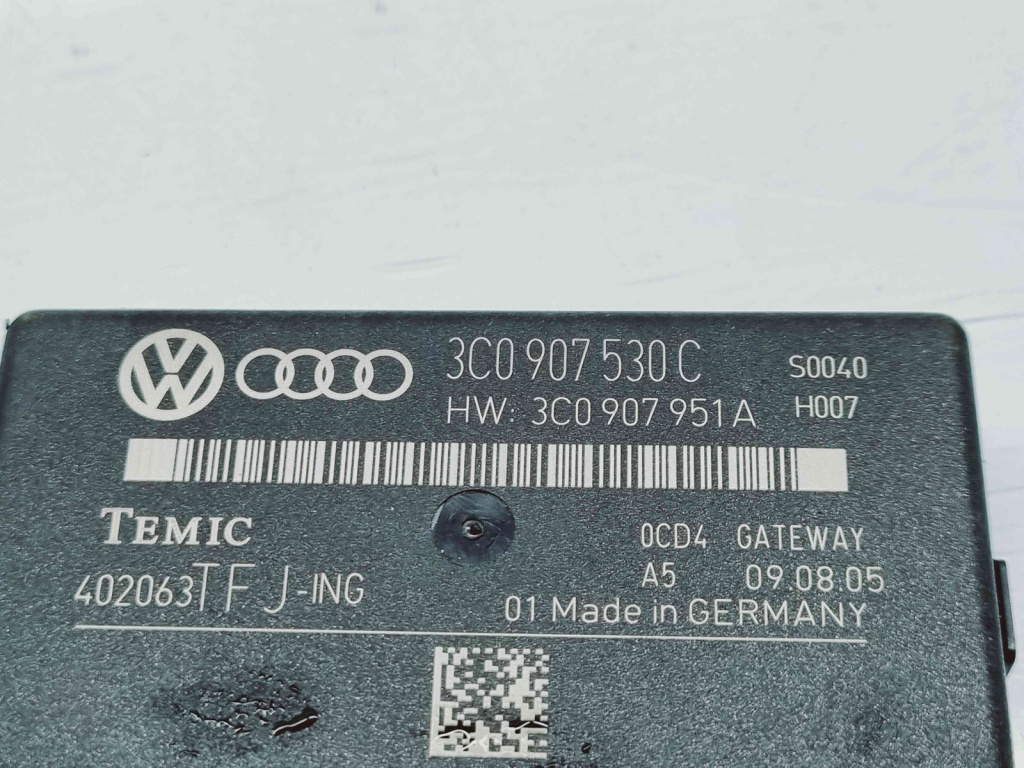 3C0 907 530 C S0040
HW: 3C0 907 951 A H007
TEMIC 0CD4 GATEWAY
402063TFJ-ING A5 09.08.05
01 Made in GERMANY